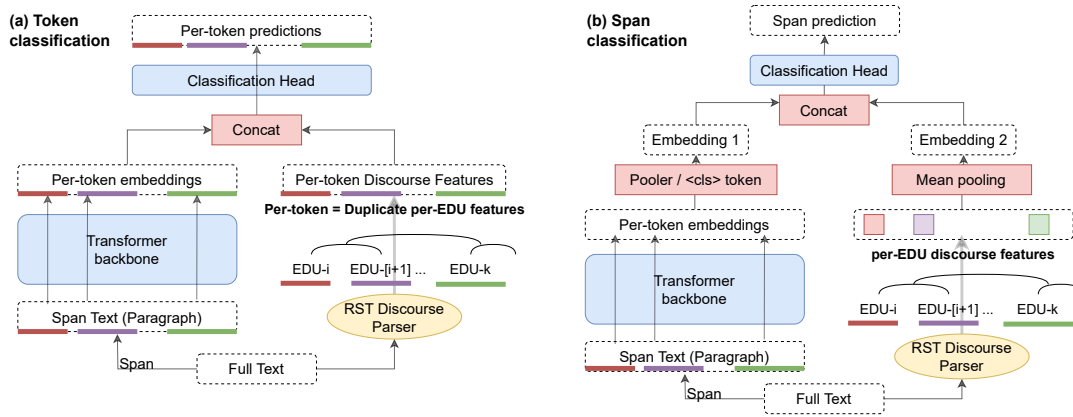 (a) Token
classification
Per-token predictions
Classification Head
Concat
Per-token embeddings
Per-token Discourse Features
Per-token = Duplicate per-EDU features
Transformer
backbone
EDU-i
EDU-[i+1] ...
EDU-k
Span Text (Paragraph)
RST Discourse
Parser
Span
Full Text
(b) Span
classification
Span prediction
Classification Head
Concat
Embedding 1
Embedding 2
Pooler / <cls> token
Mean pooling
Per-token embeddings
per-EDU discourse features
Transformer
backbone
EDU-i
EDU-[i+1] ...
EDU-k
Span Text (Paragraph)
RST Discourse
Parser
Span
Full Text